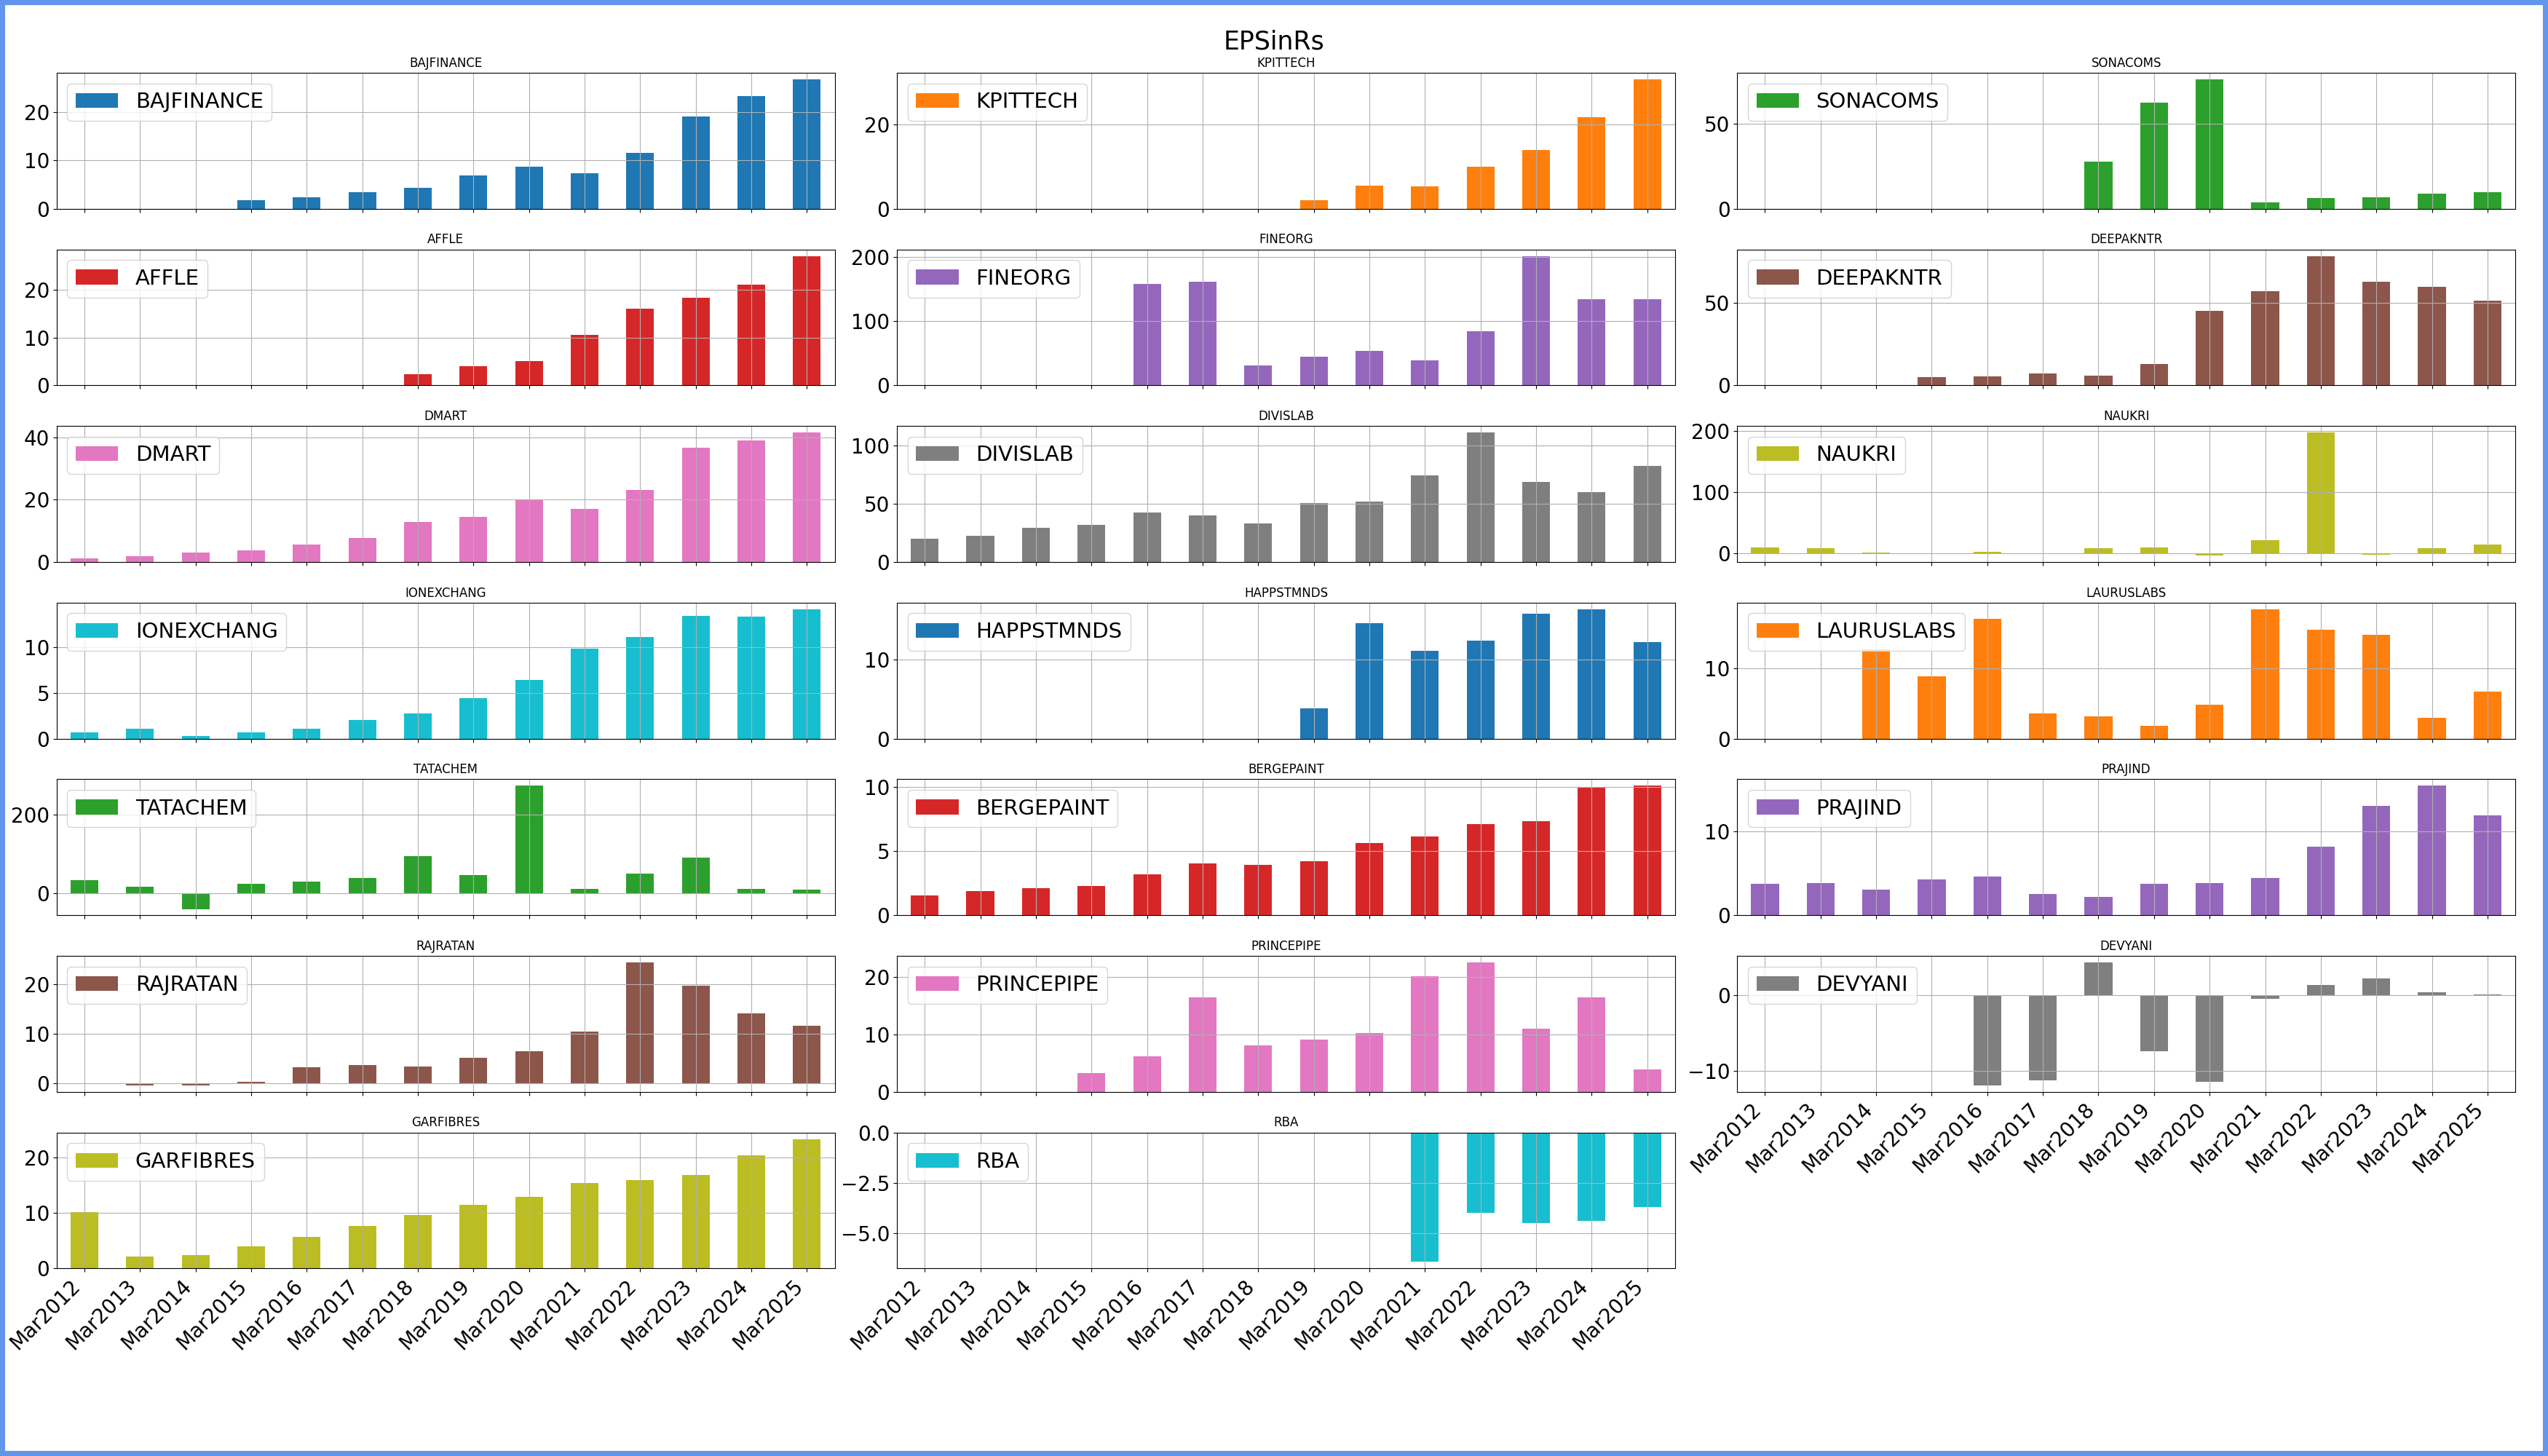 EPSinRs
BAJFINANCE
KPITTECH
SONACOMS
BAJFINANCE
KPITTECH
SONACOMS
20
10
0
20
0
50
0
AFFLE
FINEORG
DEEPAKNTR
AFFLE
FINEORG
DEEPAKNTR
20
10
0
200
100
0
50
0
DMART
DIVISLAB
NAUKRI
DMART
DIVISLAB
NAUKRI
40
20
0
100
50
0
200
100
0
IONEXCHANG
HAPPSTMNDS
LAURUSLABS
IONEXCHANG
HAPPSTMNDS
LAURUSLABS
10
5
0
10
0
10
0
TATACHEM
BERGEPAINT
PRAJIND
TATACHEM
BERGEPAINT
PRAJIND
200
0
10
5
0
10
0
RAJRATAN
PRINCEPIPE
DEVYANI
RAJRATAN
PRINCEPIPE
DEVYANI
20
10
0
20
10
0
0
−10
Mar2012 Mar2013 Mar2014 Mar2015 Mar2016 Mar2017 Mar2018 Mar2019 Mar2020 Mar2021 Mar2022 Mar2023 Mar2024 Mar2025
GARFIBRES
RBA
GARFIBRES
RBA
20
10
0
0.0
−2.5
−5.0
Mar2012 Mar2013 Mar2014 Mar2015 Mar2016 Mar2017 Mar2018 Mar2019 Mar2020 Mar2021 Mar2022 Mar2023 Mar2024 Mar2025
Mar2012 Mar2013 Mar2014 Mar2015 Mar2016 Mar2017 Mar2018 Mar2019 Mar2020 Mar2021 Mar2022 Mar2023 Mar2024 Mar2025